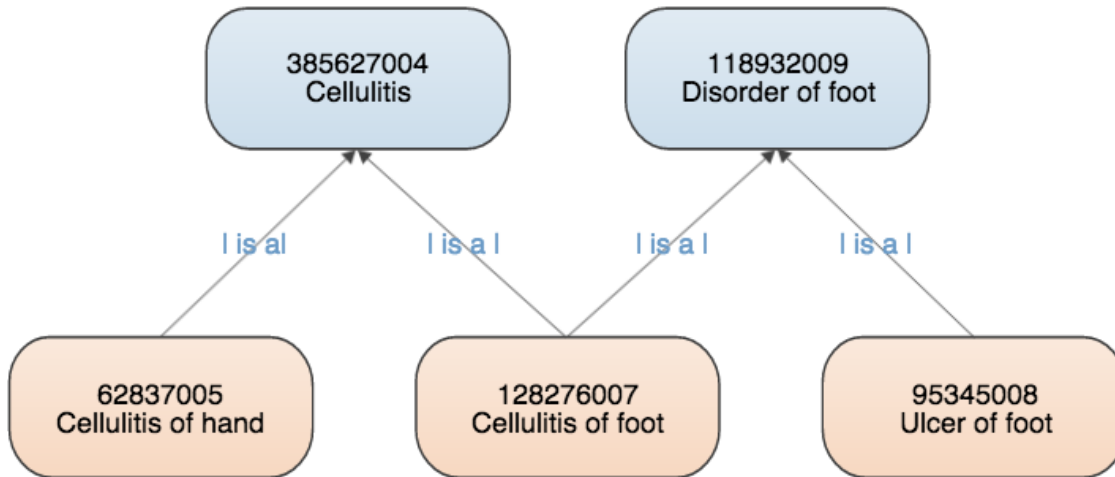 385627004
Cellulitis
118932009
Disorder of foot
| is a|
| is a |
| is a |
| is a |
62837005
Cellulitis of hand
128276007
Cellulitis of foot
95345008
Ulcer of foot